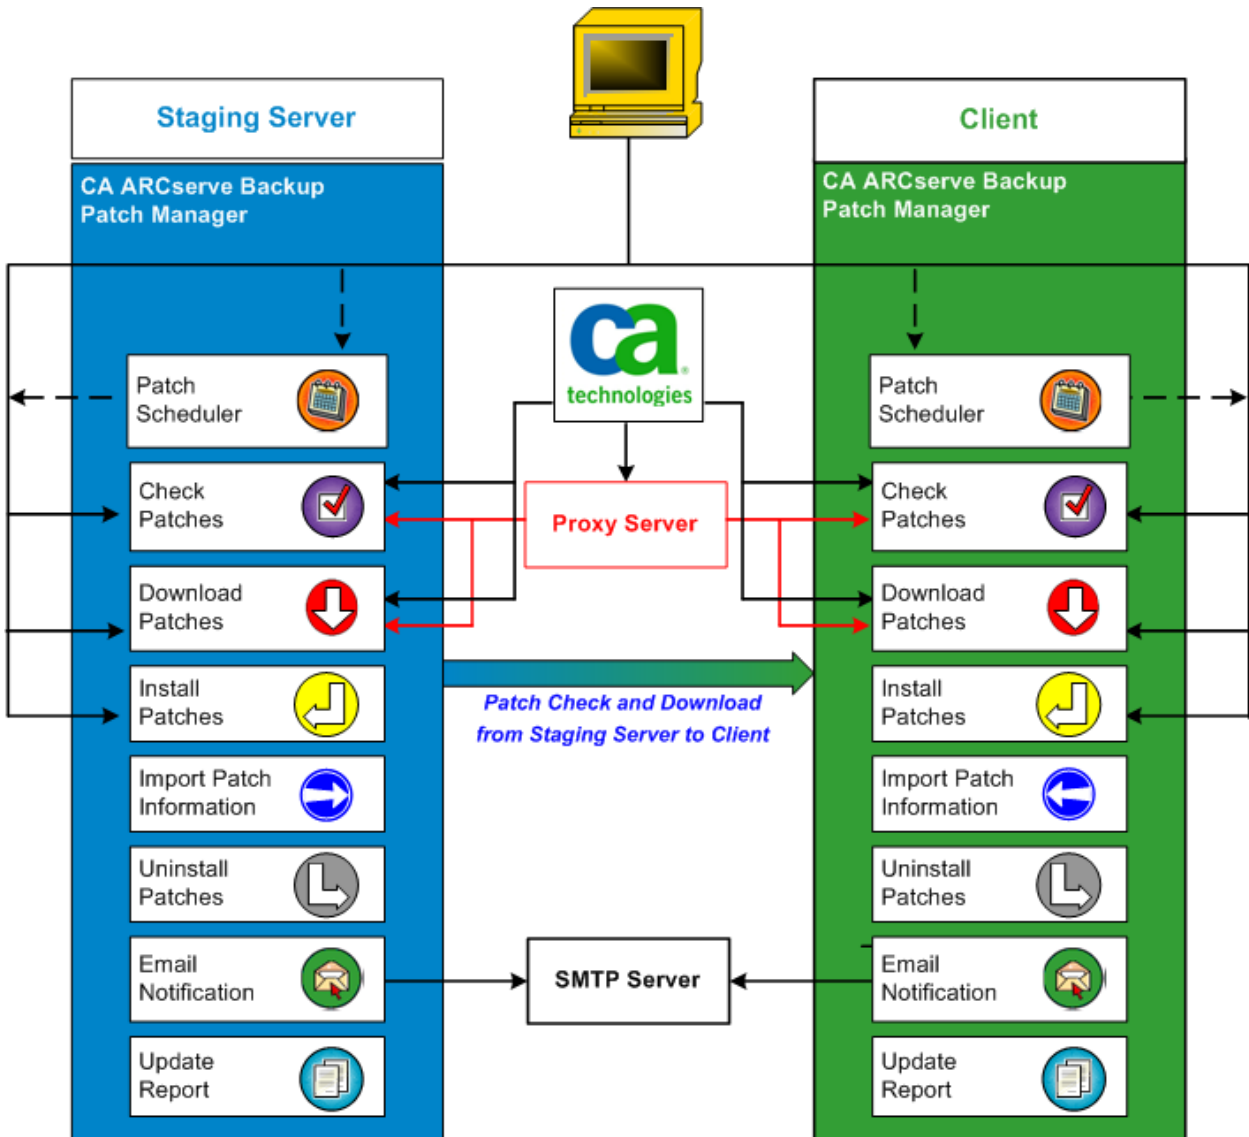 Staging Server
Client
CA ARCserve Backup
Patch Manager
CA ARCserve Backup
Patch Manager
ca
technologies
Patch
Scheduler
Patch
Scheduler
Check
Patches
Proxy Server
Check
Patches
Download
Patches
Download
Patches
Install
Patches
Patch Check and Download
from Staging Server to Client
Install
Patches
Import Patch
Information
Import Patch
Information
Uninstall
Patches
Uninstall
Patches
Email
Notification
SMTP Server
Email
Notification
Update
Report
Update
Report